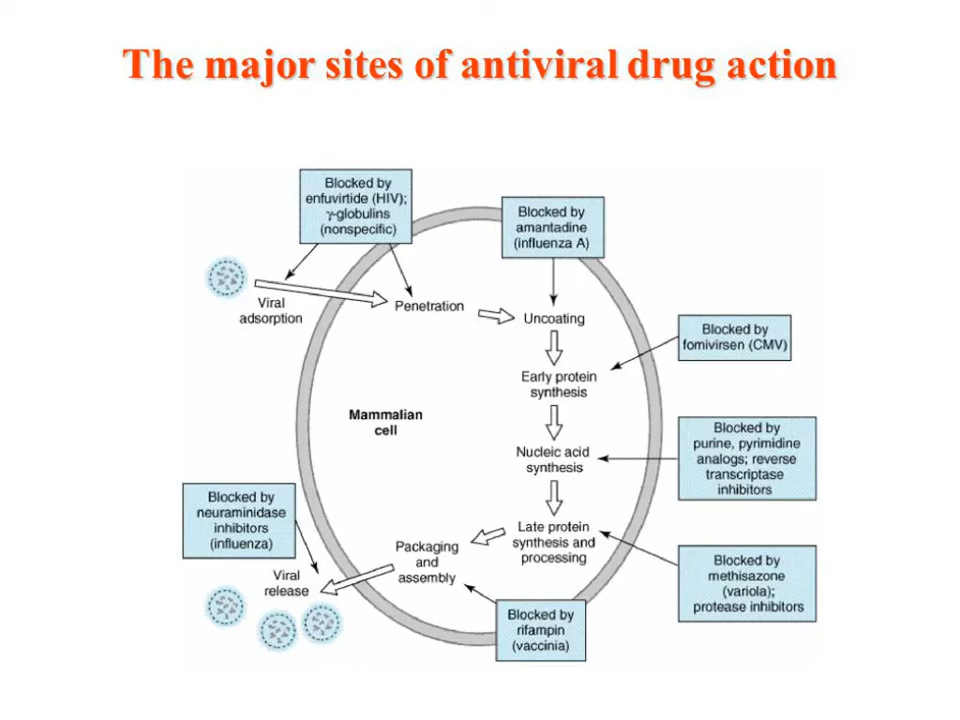 The major sites of antiviral drug action
Blocked by
enfuvirtide (HIV);
γ-globulins
(nonspecific)
Blocked by
amantadine
(influenza A)
Viral
adsorption
Penetration
Uncoating
Blocked by
fomivirsen (CMV)
Early protein
synthesis
Mammalian
cell
Blocked by
purine, pyrimidine
analogs; reverse
transcriptase
inhibitors
Nucleic acid
synthesis
Blocked by
neuraminidase
inhibitors
(influenza)
Late protein
synthesis and
processing
Packaging
and
assembly
Viral
release
Blocked by
methisazone
(variola);
protease inhibitors
Blocked by
rifampin
(vaccinia)